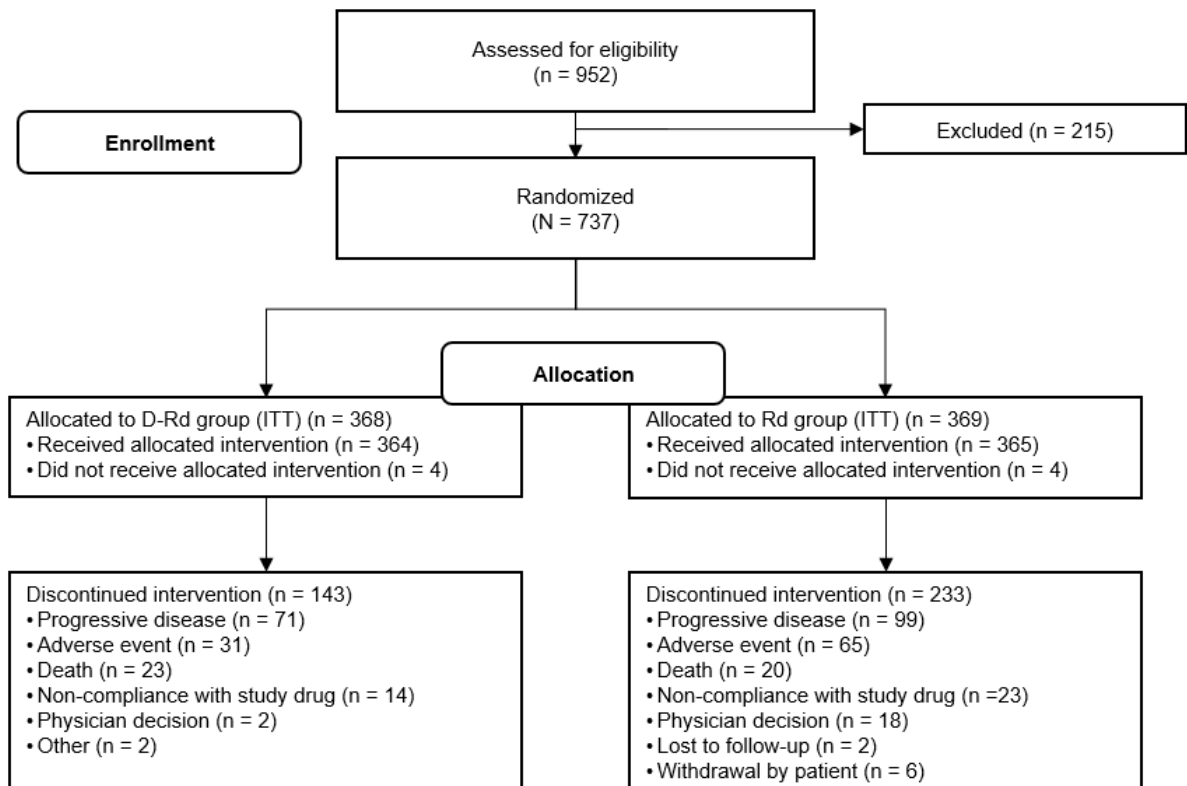 Assessed for eligibility
(n = 952)
Enrollment
Excluded (n = 215)
Randomized
(N = 737)
Allocation
Allocated to D-Rd group (ITT) (n = 368)
• Received allocated intervention (n = 364)
• Did not receive allocated intervention (n = 4)
Allocated to Rd group (ITT) (n = 369)
• Received allocated intervention (n = 365)
• Did not receive allocated intervention (n = 4)
Discontinued intervention (n = 143)
• Progressive disease (n = 71)
• Adverse event (n = 31)
• Death (n = 23)
• Non-compliance with study drug (n = 14)
• Physician decision (n = 2)
• Other (n = 2)
Discontinued intervention (n = 233)
• Progressive disease (n = 99)
• Adverse event (n = 65)
• Death (n = 20)
• Non-compliance with study drug (n =23)
• Physician decision (n = 18)
• Lost to follow-up (n = 2)
• Withdrawal by patient (n = 6)